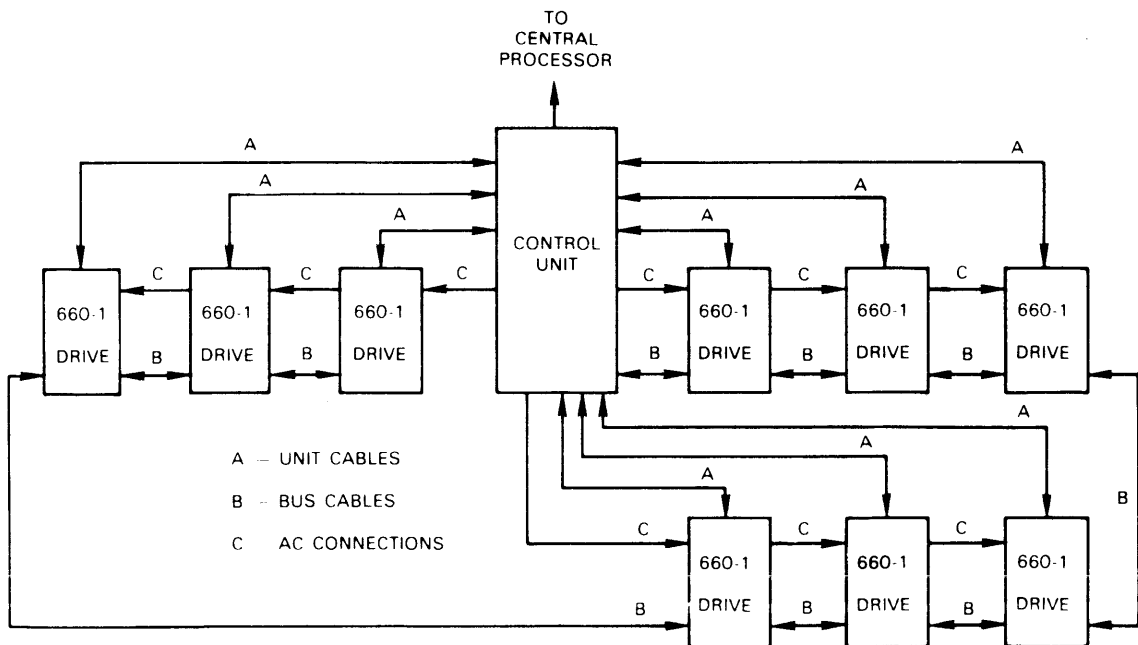 TO
CENTRAL
PROCESSOR
A
A
A
A
A
A
CONTROL
UNIT
C
C
C
C
C
C
660-1
DRIVE
660-1
DRIVE
660-1
DRIVE
660-1
DRIVE
660-1
DRIVE
660-1
DRIVE
B
B
B
B
B
A
A
A
B
A – UNIT CABLES
B – BUS CABLES
C AC CONNECTIONS
C
C
C
660-1
DRIVE
660-1
DRIVE
660-1
DRIVE
B
B
B